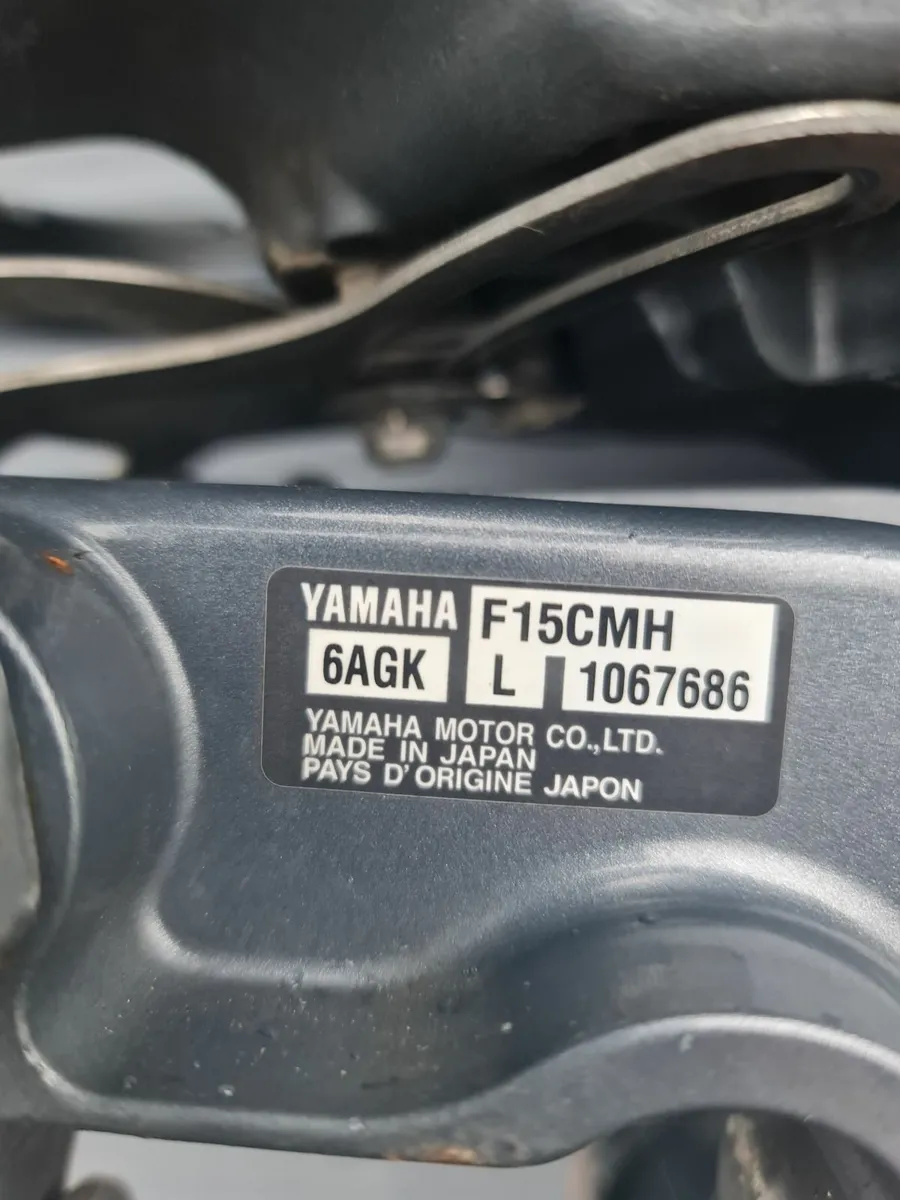 YAMAHA F15CMH
6AGK L 1067686
YAMAHA MOTOR CO.,LTD.
MADE IN JAPAN
PAYS D'ORIGINE JAPON